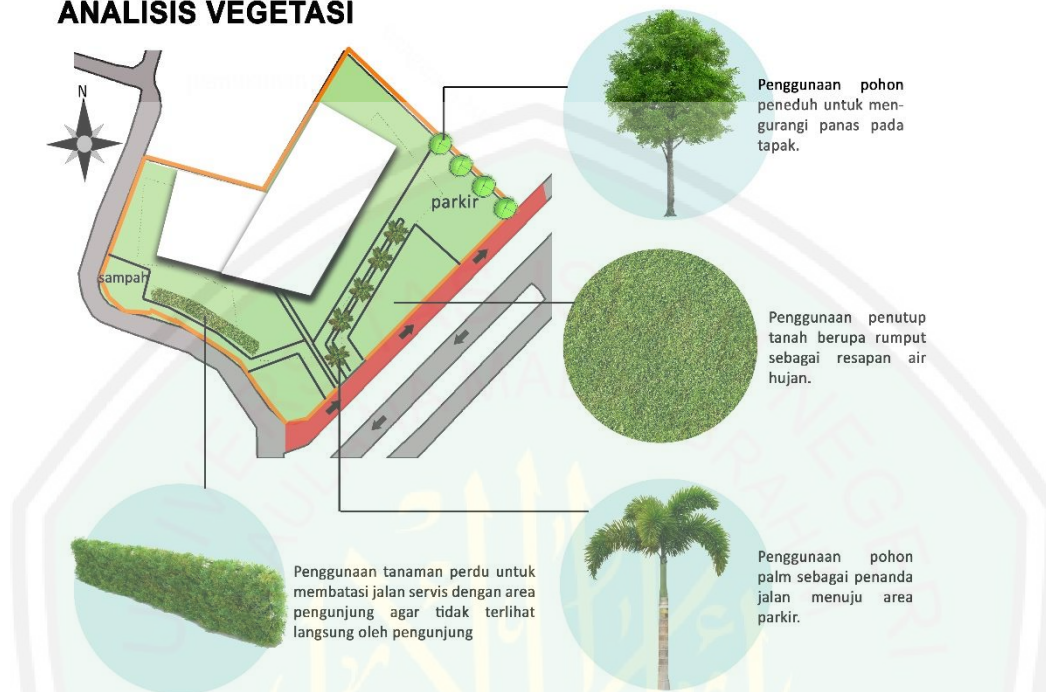 ANALISIS VEGETASI
N
Penggunaan pohon
peneduh untuk men-
gurangi panas pada
tapak.
parkir
sampah
Penggunaan penutup
tanah berupa rumput
sebagai resapan air
hujan.
Penggunaan tanaman perdu untuk
membatasi jalan servis dengan area
pengunjung agar tidak terlihat
langsung oleh pengunjung
Penggunaan pohon
palm sebagai penanda
jalan menuju area
parkir.